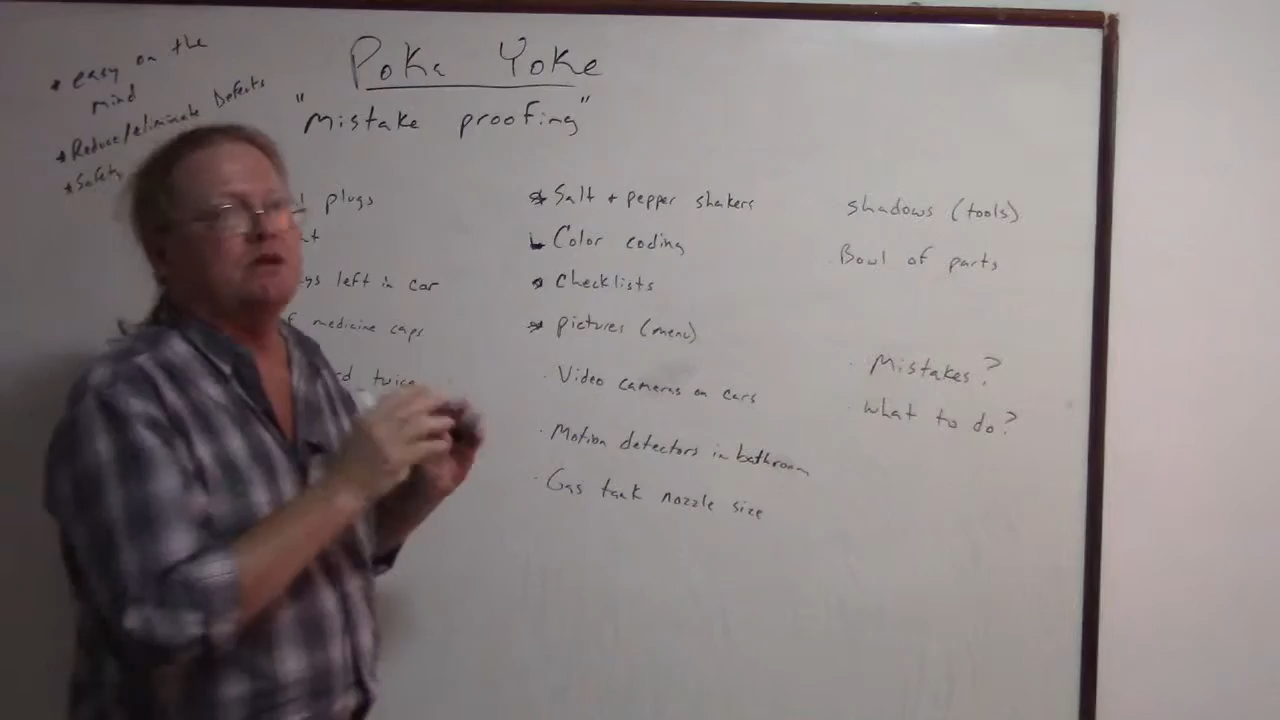 Poka Yoke
"Mistake proofing"
* easy on the
mind
* Reduce/eliminate Defects
* Safety
plugs
left in car
medicine caps
twice
* Salt + pepper shakers
Color coding
* Checklists
* pictures (menu)
· Video cameras on cars
· Motion detectors in bathroom
· Gas tank nozzle size
shadows (tools)
· Bowl of parts
· Mistakes?
· What to do?